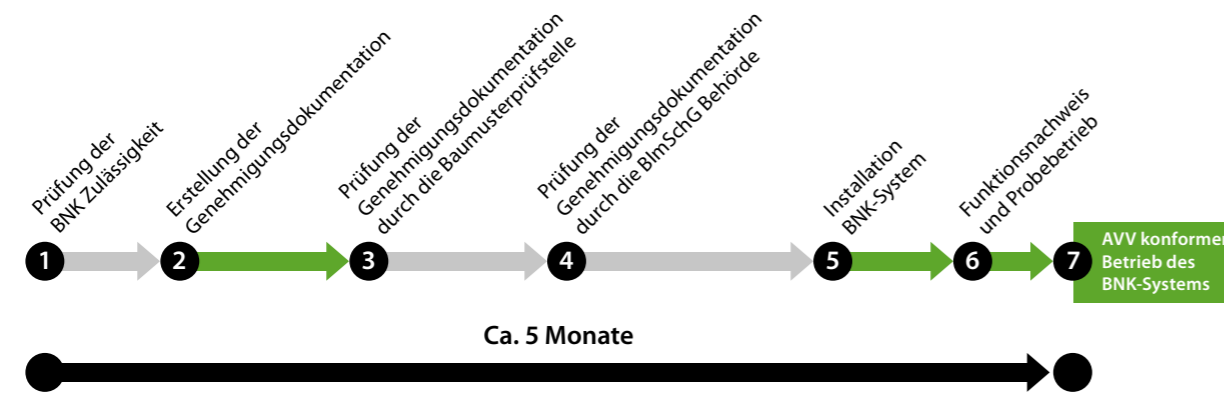 Prüfung der
BNK Zulässigkeit
Erstellung der
Genehmigungsdokumentation
Prüfung der
Genehmigungsdokumentation
durch die Baumusterprüfstelle
Prüfung der
Genehmigungsdokumentation
durch die BImSchG Behörde
Installation
BNK-System
Funktionsnachweis
und Probebetrieb
1
2
3
4
5
6
7
AVV konformer
Betrieb des
BNK-Systems
Ca. 5 Monate